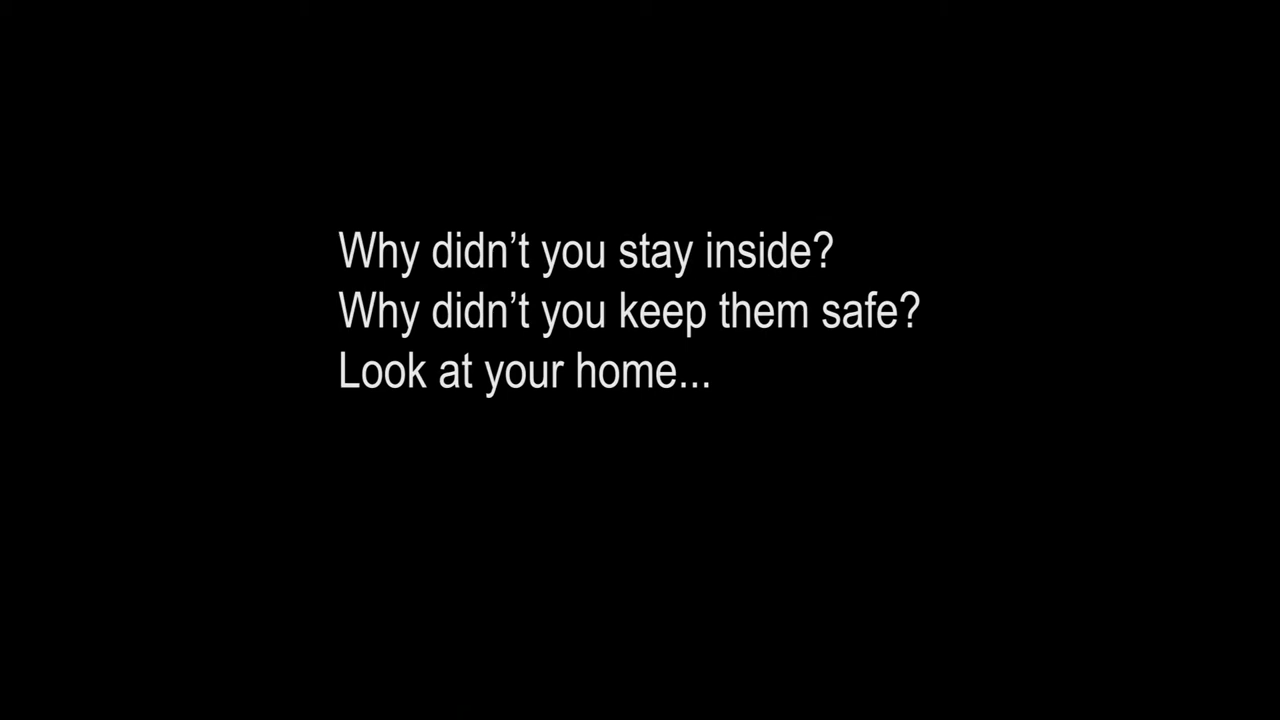 Why didn’t you stay inside?
Why didn’t you keep them safe?
Look at your home...